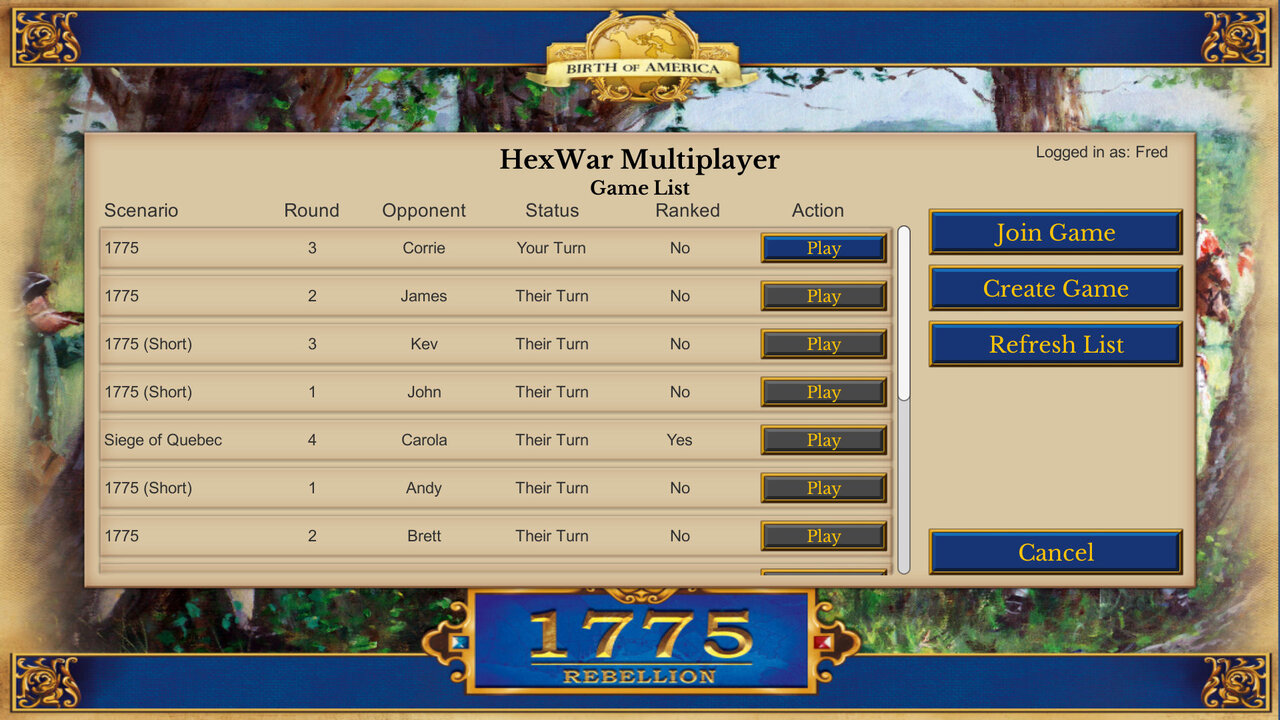 BIRTH OF AMERICA
HexWar Multiplayer
Logged in as: Fred
Game List
Scenario Round Opponent Status Ranked Action
1775 3 Corrie Your Turn No Play
1775 2 James Their Turn No Play
1775 (Short) 3 Kev Their Turn No Play
1775 (Short) 1 John Their Turn No Play
Siege of Quebec 4 Carola Their Turn Yes Play
1775 (Short) 1 Andy Their Turn No Play
1775 2 Brett Their Turn No Play
Join Game
Create Game
Refresh List
Cancel
1775
REBELLION